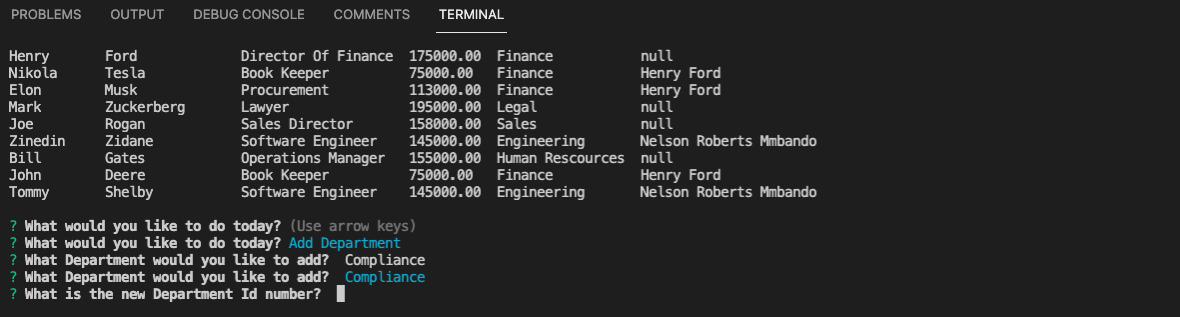 PROBLEMS OUTPUT DEBUG CONSOLE COMMENTS TERMINAL
Henry Ford Director Of Finance 175000.00 Finance null
Nikola Tesla Book Keeper 75000.00 Finance Henry Ford
Elon Musk Procurement 113000.00 Finance Henry Ford
Mark Zuckerberg Lawyer 195000.00 Legal null
Joe Rogan Sales Director 158000.00 Sales null
Zinedin Zidane Software Engineer 145000.00 Engineering Nelson Roberts Mmbando
Bill Gates Operations Manager 155000.00 Human Rescources null
John Deere Book Keeper 75000.00 Finance Henry Ford
Tommy Shelby Software Engineer 145000.00 Engineering Nelson Roberts Mmbando
? What would you like to do today? (Use arrow keys)
? What would you like to do today? Add Department
? What Department would you like to add? Compliance
? What Department would you like to add? Compliance
? What is the new Department Id number?